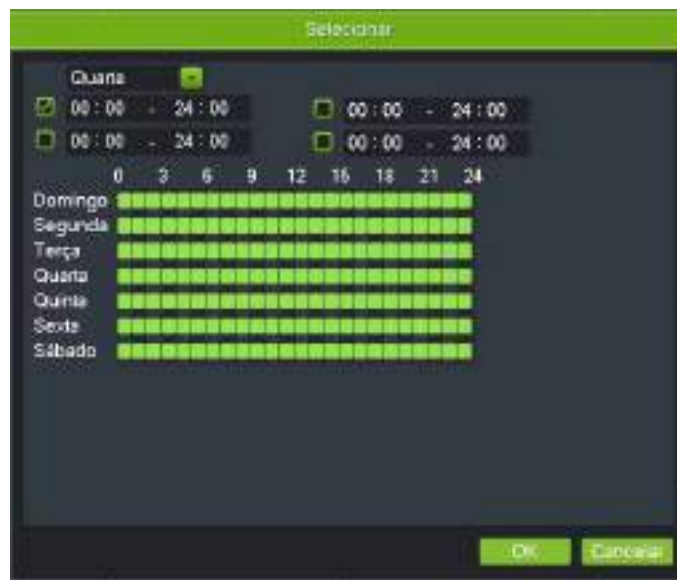 Selecionar
Quarta
00 : 00 - 24 : 00 00 : 00 - 24 : 00
00 : 00 - 24 : 00 00 : 00 - 24 : 00
0 3 6 9 12 15 18 21 24
Domingo
Segunda
Terça
Quarta
Quinta
Sexta
Sábado
OK Cancelar